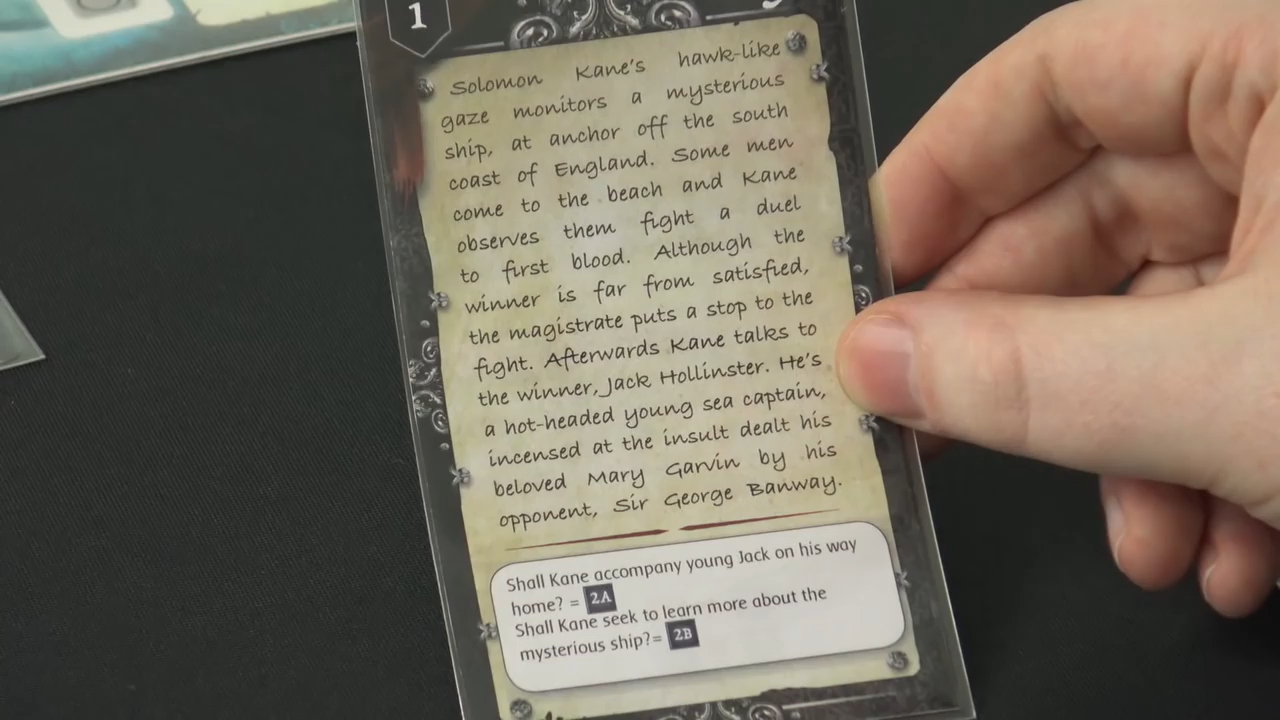 1
Solomon Kane's hawk-like
gaze monitors a mysterious
ship, at anchor off the south
coast of England. Some men
come to the beach and Kane
observes them fight a duel
to first blood. Although the
winner is far from satisfied,
the magistrate puts a stop to the
fight. Afterwards Kane talks to
the winner, Jack Hollinster. He's
a hot-headed young sea captain,
incensed at the insult dealt his
beloved Mary Garvin by his
opponent, Sir George Banway.
Shall Kane accompany young Jack on his way
home? = 2A
Shall Kane seek to learn more about the
mysterious ship?= 2B